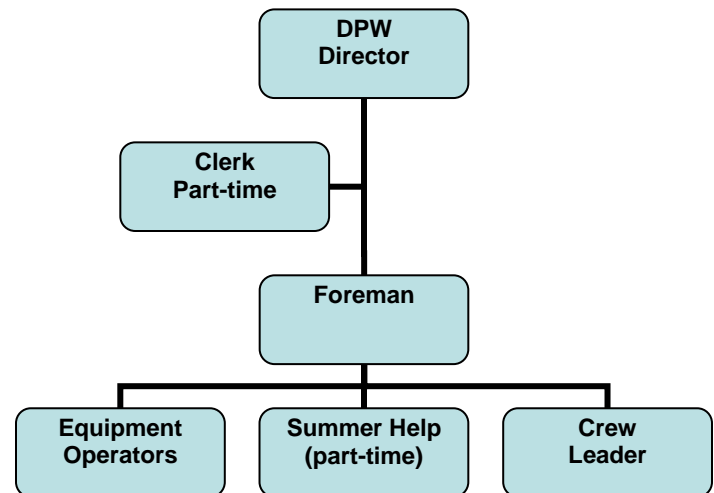 DPW
Director
Clerk
Part-time
Foreman
Equipment
Operators
Summer Help
(part-time)
Crew
Leader